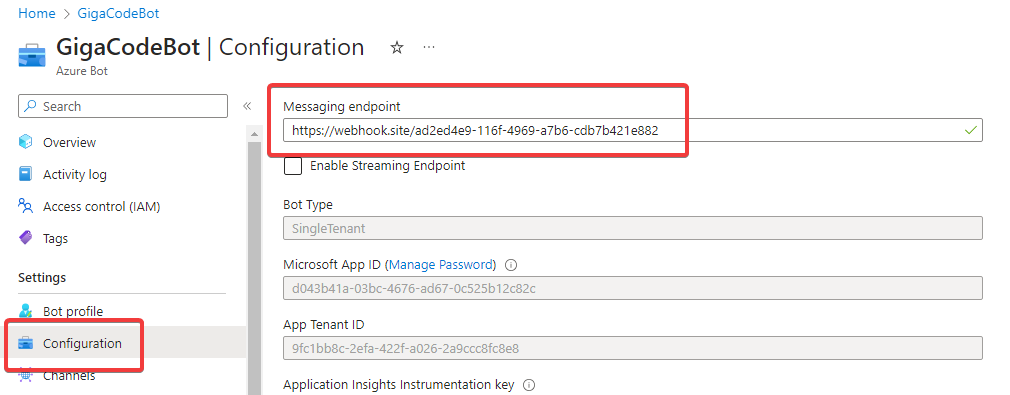 Home > GigaCodeBot
GigaCodeBot | Configuration
Azure Bot
Search
Overview
Activity log
Access control (IAM)
Tags
Settings
Bot profile
Configuration
Channels
Messaging endpoint
https://webhook.site/ad2ed4e9-116f-4969-a7b6-cdb7b421e882
Enable Streaming Endpoint
Bot Type
SingleTenant
Microsoft App ID (Manage Password)
d043b41a-03bc-4676-ad67-0c525b12c82c
App Tenant ID
9fc1bb8c-2efa-422f-a026-2a9ccc8fc8e8
Application Insights Instrumentation key